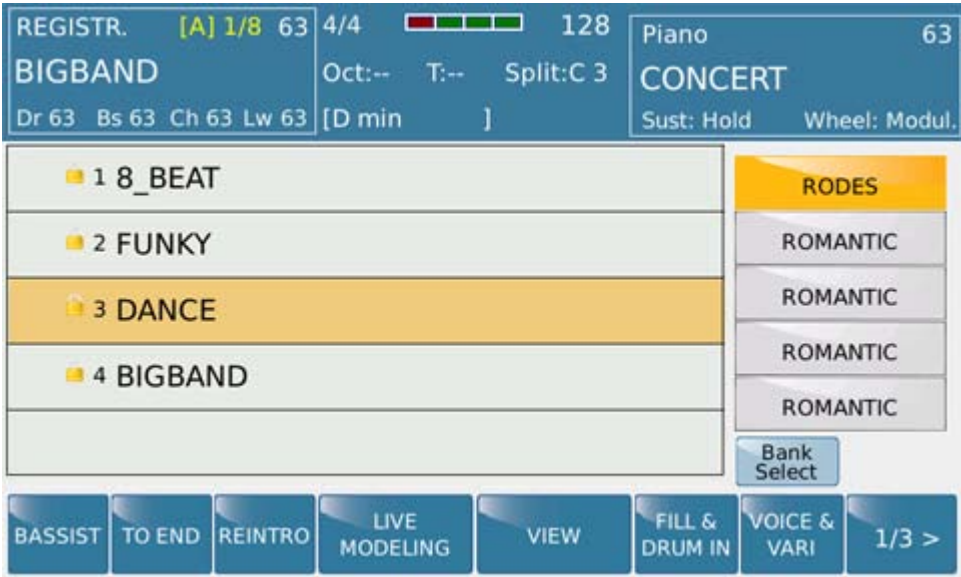 REGISTR. [A] 1/8 63
BIGBAND
Dr 63 Bs 63 Ch 63 Lw 63
4/4 128
Oct:-- T:-- Split:C 3
[D min ]
Piano 63
CONCERT
Sust: Hold Wheel: Modul.
1 8_BEAT
2 FUNKY
3 DANCE
4 BIGBAND
RODES
ROMANTIC
ROMANTIC
ROMANTIC
ROMANTIC
Bank
Select
BASSIST
TO END
REINTRO
LIVE
MODELING
VIEW
FILL &
DRUM IN
VOICE &
VARI
1/3 >